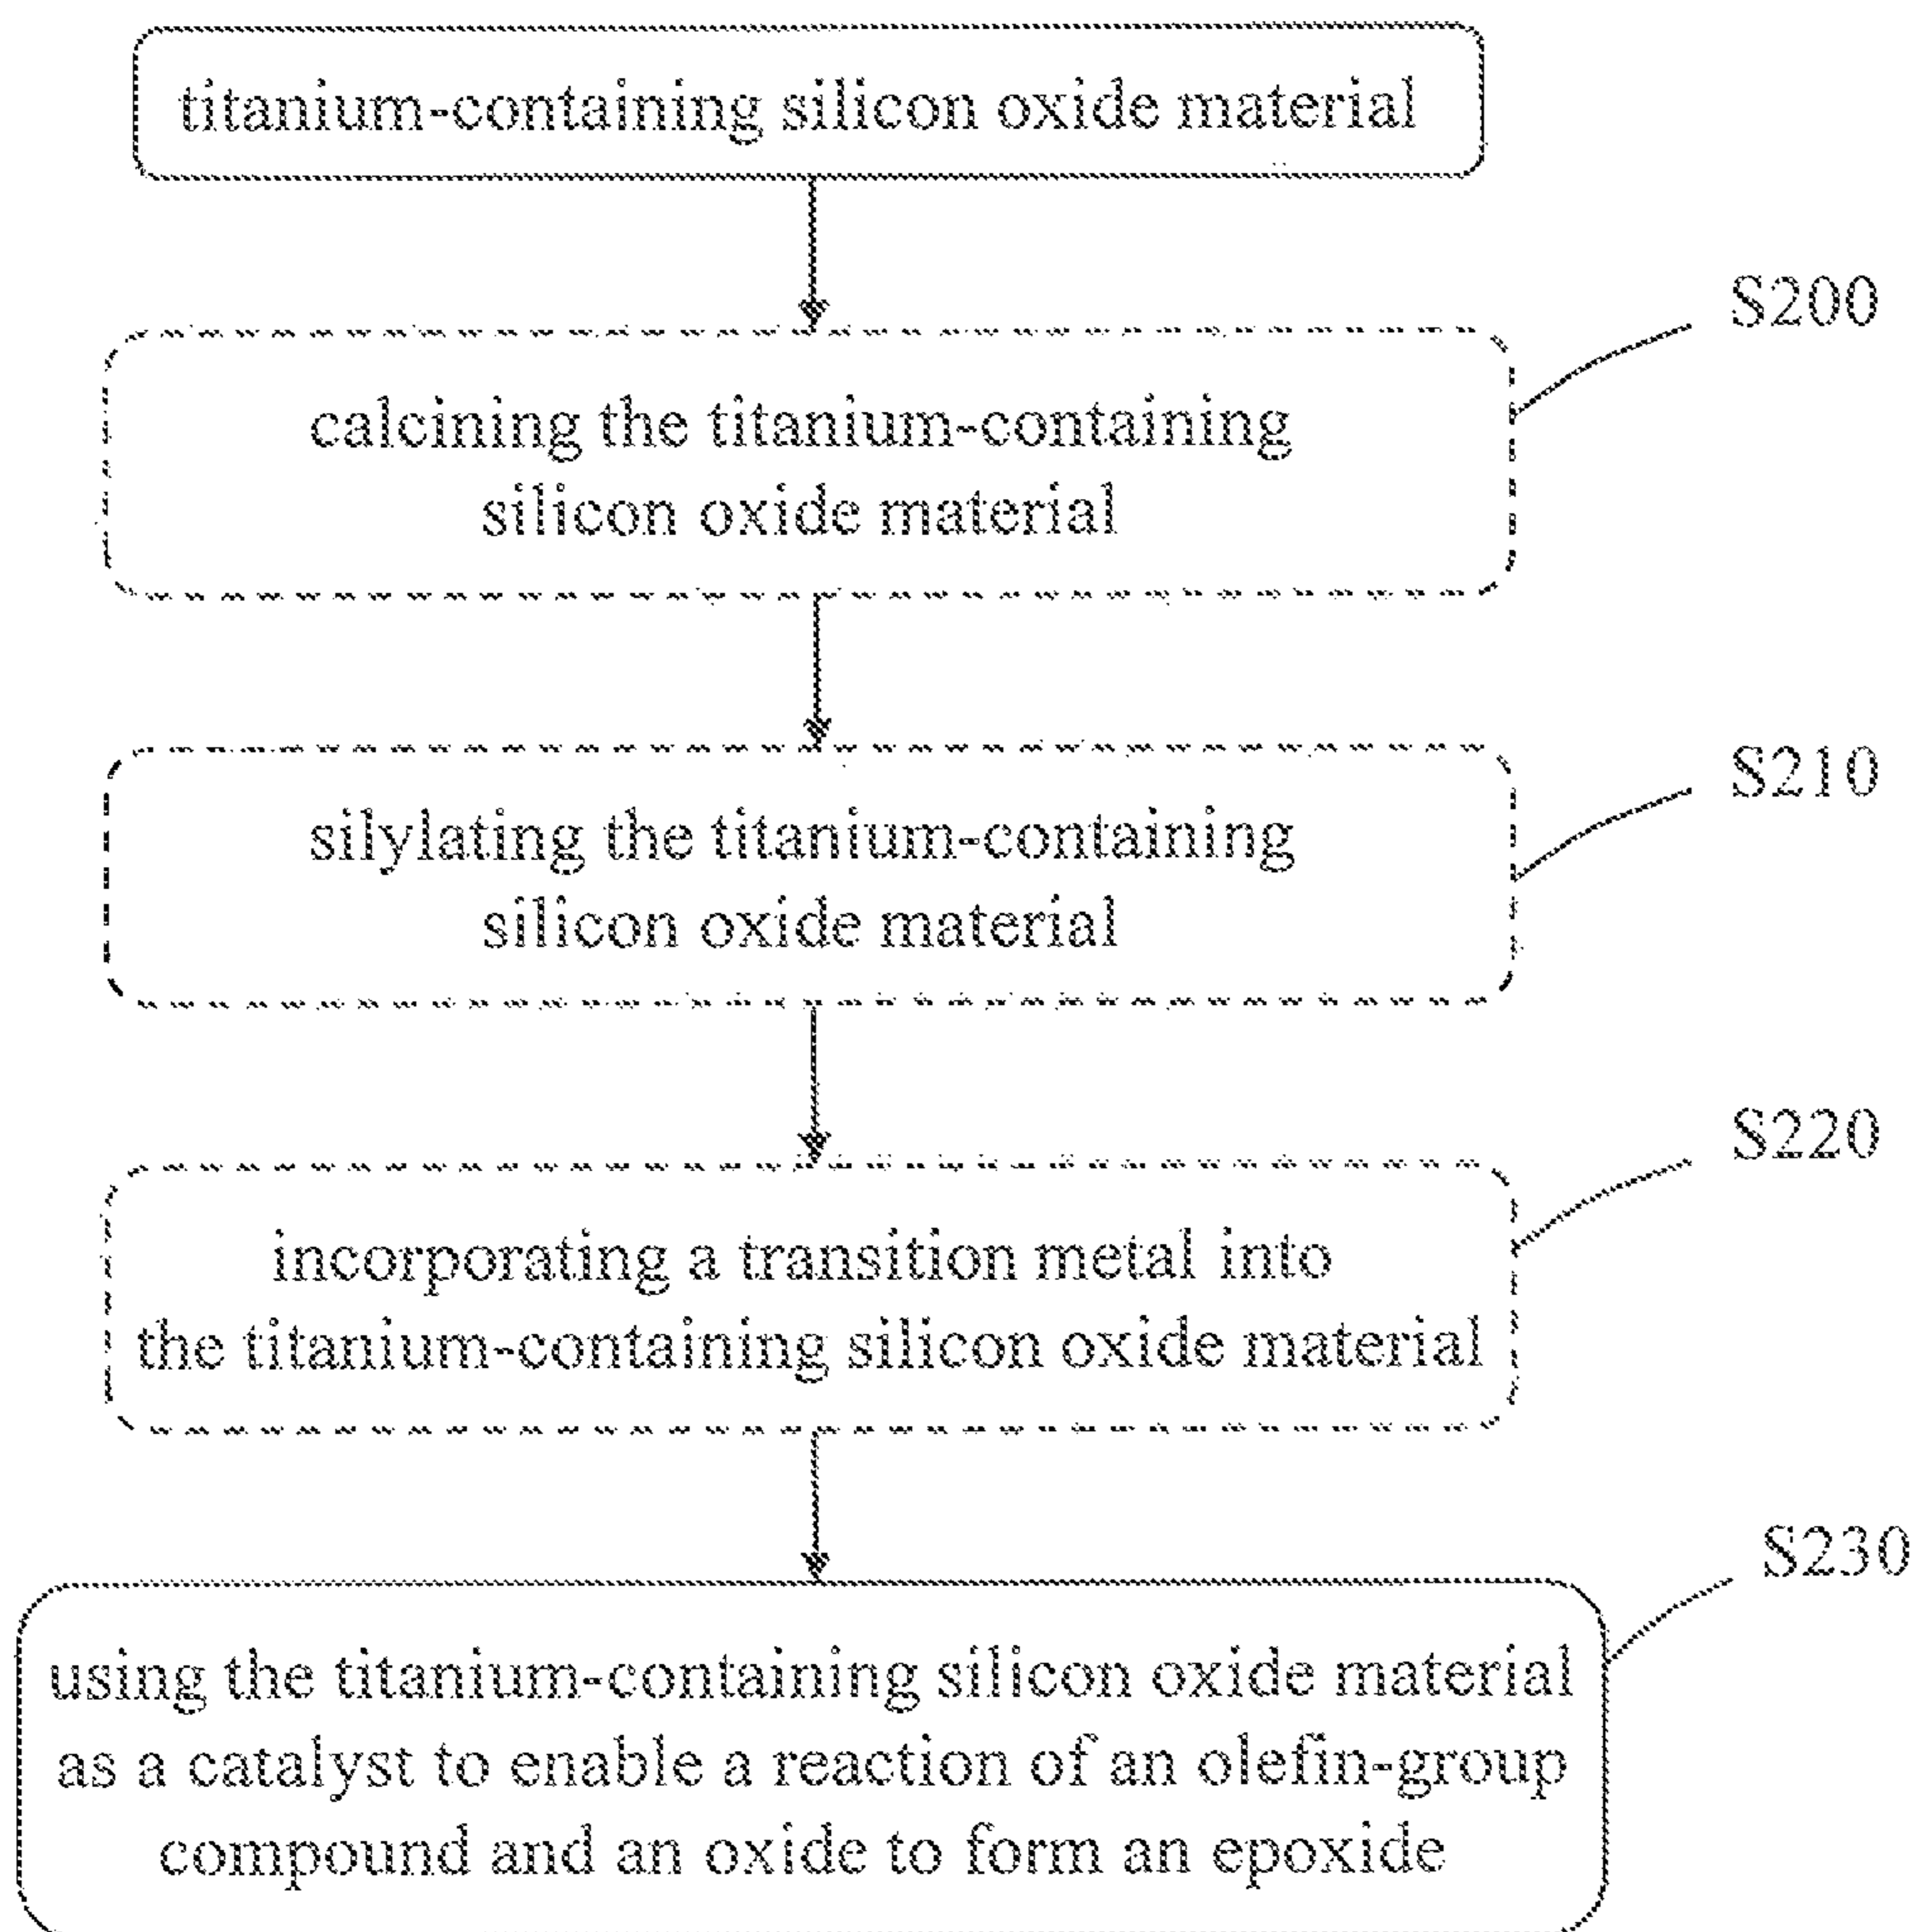 titanium-containing silicon oxide material
S200
calcining the titanium-containing
silicon oxide material
S210
silylating the titanium-containing
silicon oxide material
S220
incorporating a transition metal into
the titanium-containing silicon oxide material
S230
using the titanium-containing silicon oxide material
as a catalyst to enable a reaction of an olefin-group
compound and an oxide to form an epoxide